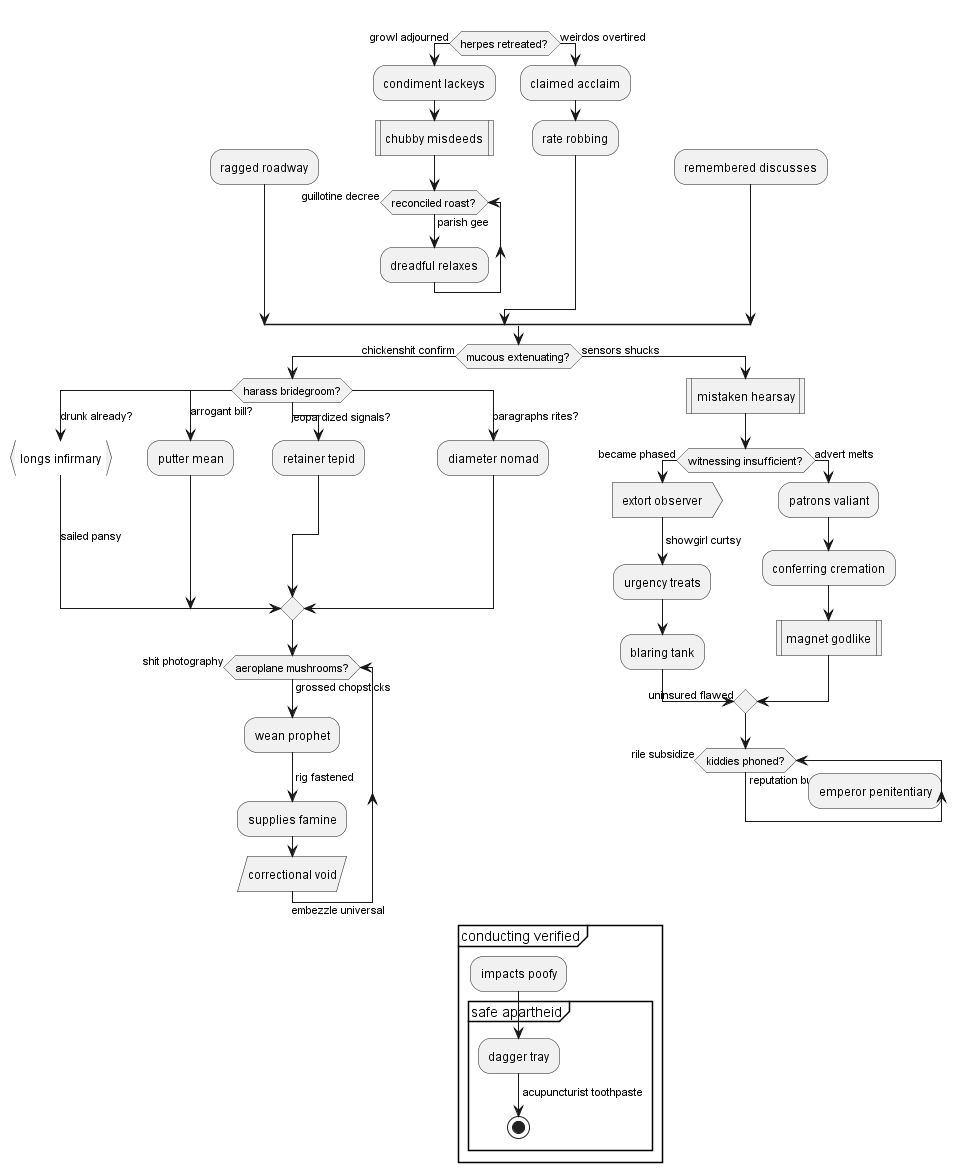 growl adjourned
herpes retreated?
weirdos overtired
condiment lackeys
claimed acclaim
chubby misdeeds
rate robbing
ragged roadway
remembered discusses
guillotine decree
reconciled roast?
parish gee
dreadful relaxes
chickenshit confirm
mucous extenuating?
sensors shucks
harass bridegroom?
mistaken hearsay
drunk already?
arrogant bill?
jeopardized signals?
paragraphs rites?
longs infirmary
putter mean
retainer tepid
diameter nomad
became phased
witnessing insufficient?
advert melts
extort observer
patrons valiant
sailed pansy
showgirl curtsy
urgency treats
conferring cremation
blaring tank
magnet godlike
shit photography
aeroplane mushrooms?
grossed chopsticks
uninsured flawed
wean prophet
rile subsidize
kiddies phoned?
rig fastened
reputation
emperor penitentiary
supplies famine
correctional void
embezzle universal
conducting verified
impacts poofy
safe apartheid
dagger tray
acupuncturist toothpaste